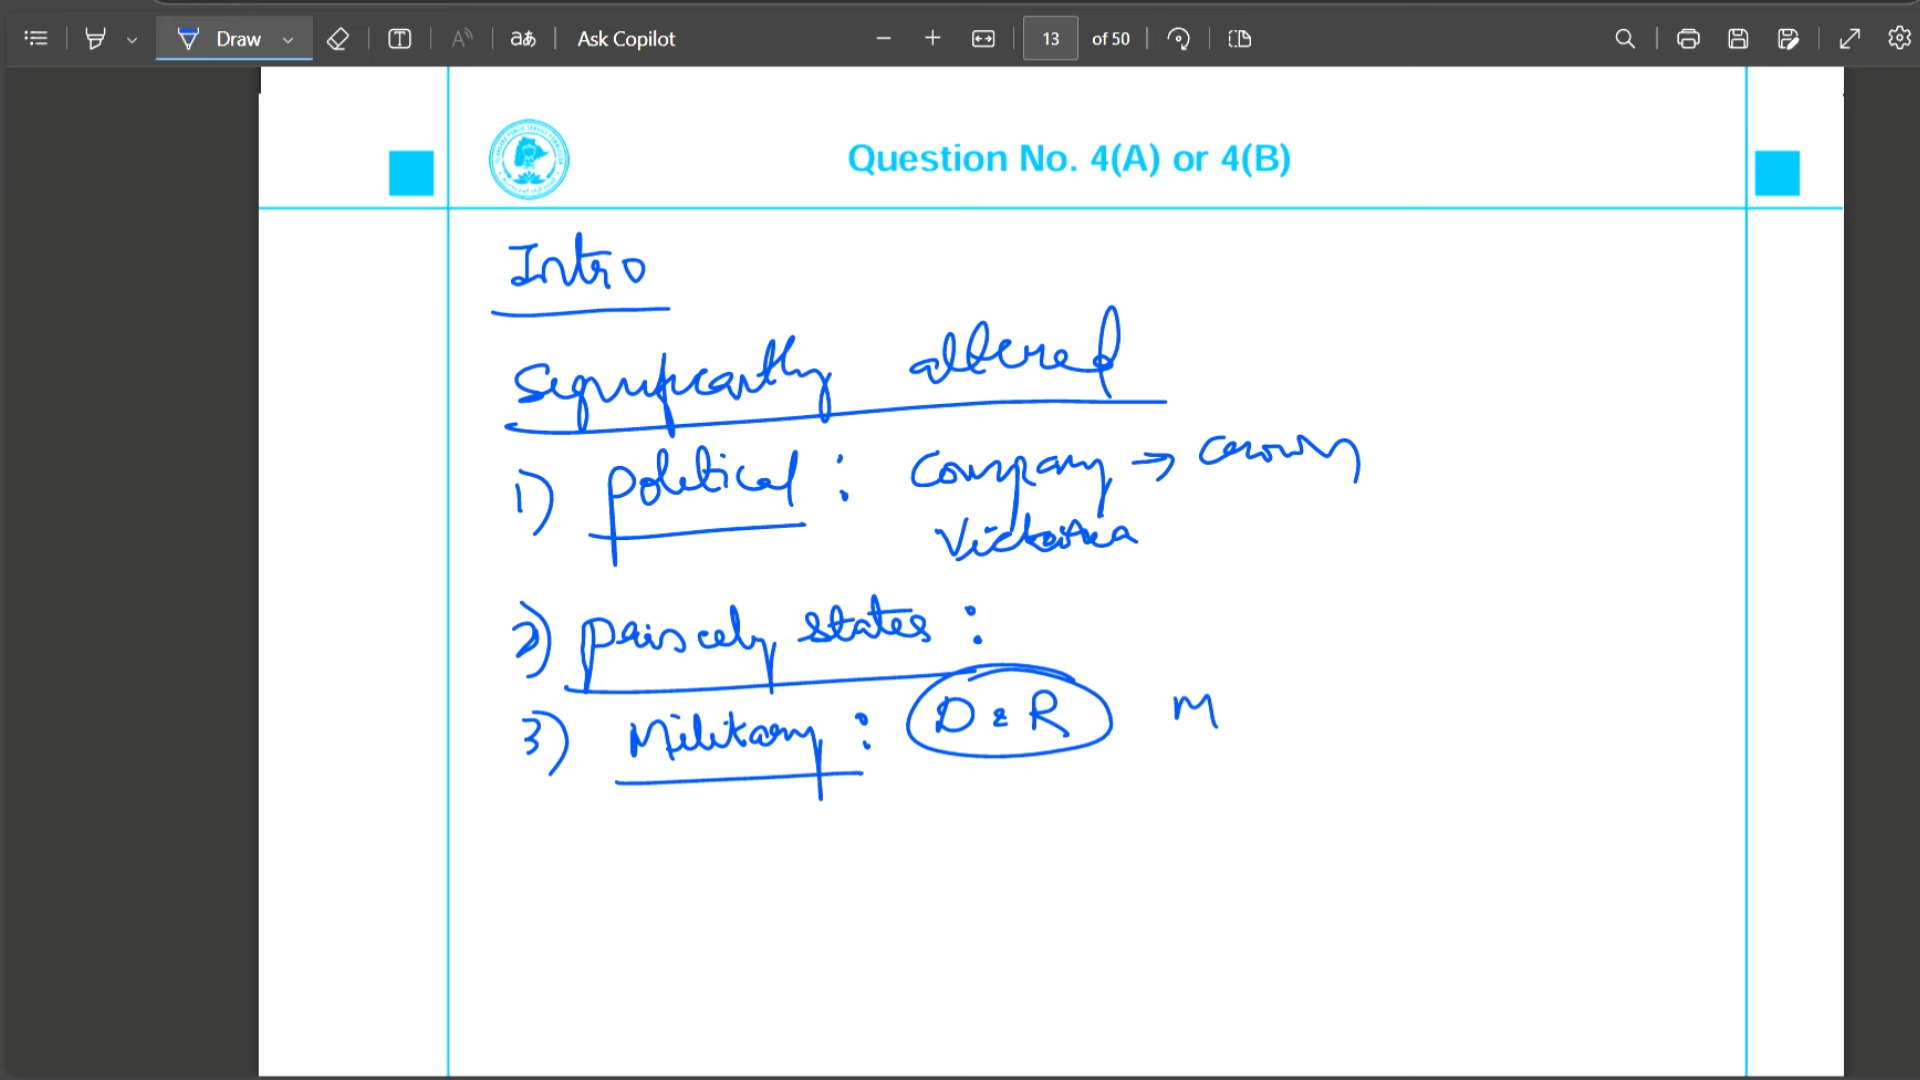 Draw
Ask Copilot
13 of 50
Question No. 4(A) or 4(B)
Intro
Significantly altered
1) Political : Company → Crown
Victoria
2) Princely states :
3) Military : D & R M